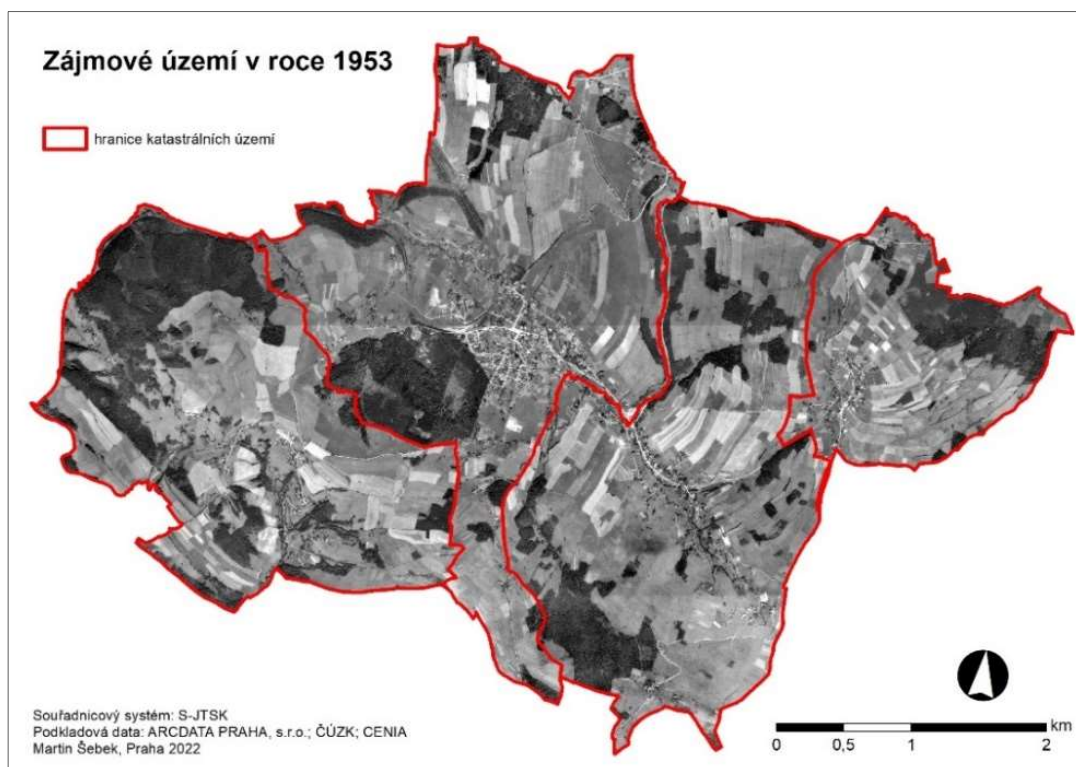 Zájmové území v roce 1953
hranice katastrálních území
Souřadnicový systém: S-JTSK
Podkladová data: ARCDATA PRAHA, s.r.o.; ČÚZK; CENIA
Martin Šebek, Praha 2022
km
0 0,5 1 2